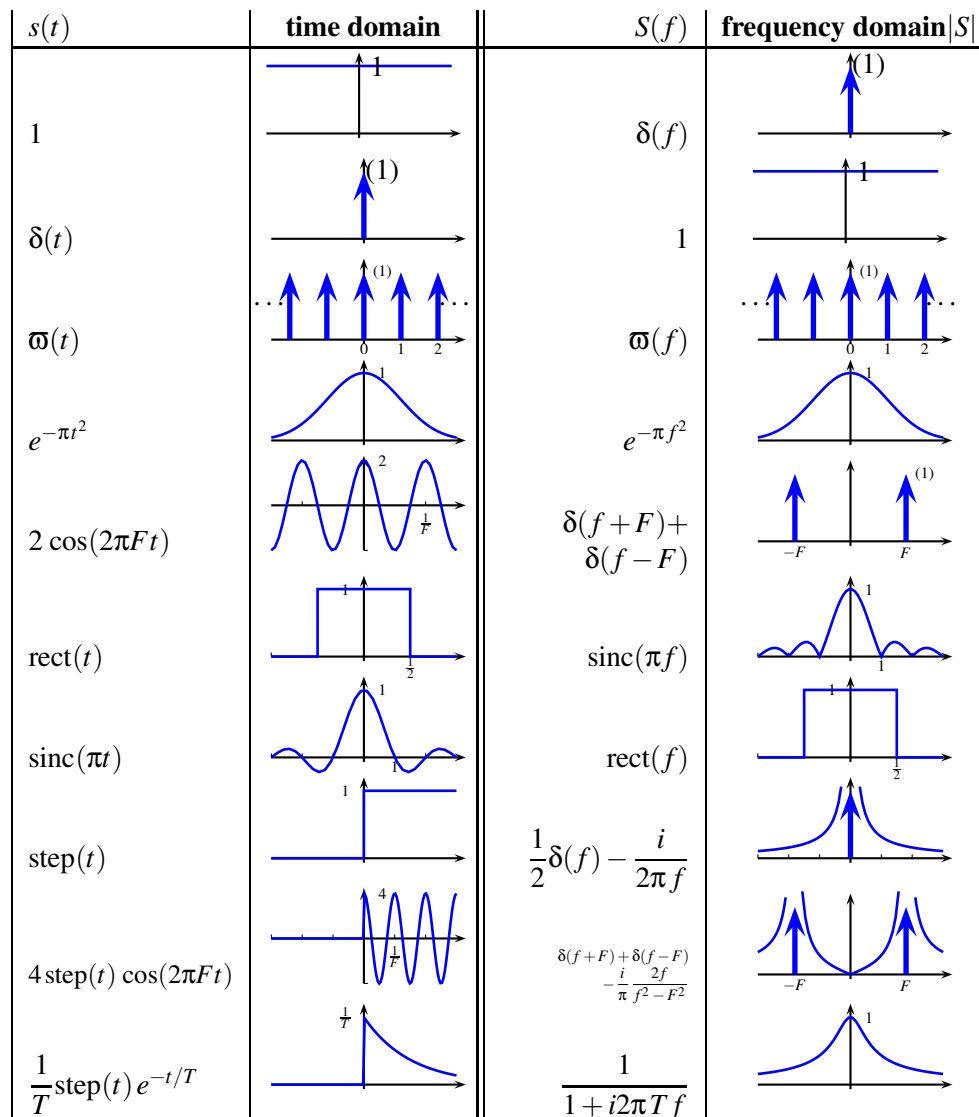 s(t) time domain S(f) frequency domain|S|
1 1 δ(f) (1)
δ(t) (1) 1 1
ϖ(t) ... (1) ... 0 1 2 ϖ(f) ... (1) ... 0 1 2
e^{−πt²} 1 e^{−πf²} 1
2 cos(2πFt) 2 1/F δ(f+F)+ δ(f−F) (1) −F F
rect(t) 1 1/2 sinc(πf) 1 1
sinc(πt) 1 1 rect(f) 1 1/2
step(t) 1 1/2 δ(f) − i/(2πf)
4 step(t) cos(2πFt) 4 1/F δ(f+F)+δ(f−F) −i/π 2f/(f²−F²) −F F
1/T step(t) e^{−t/T} 1/T 1/(1+i2πTf) 1